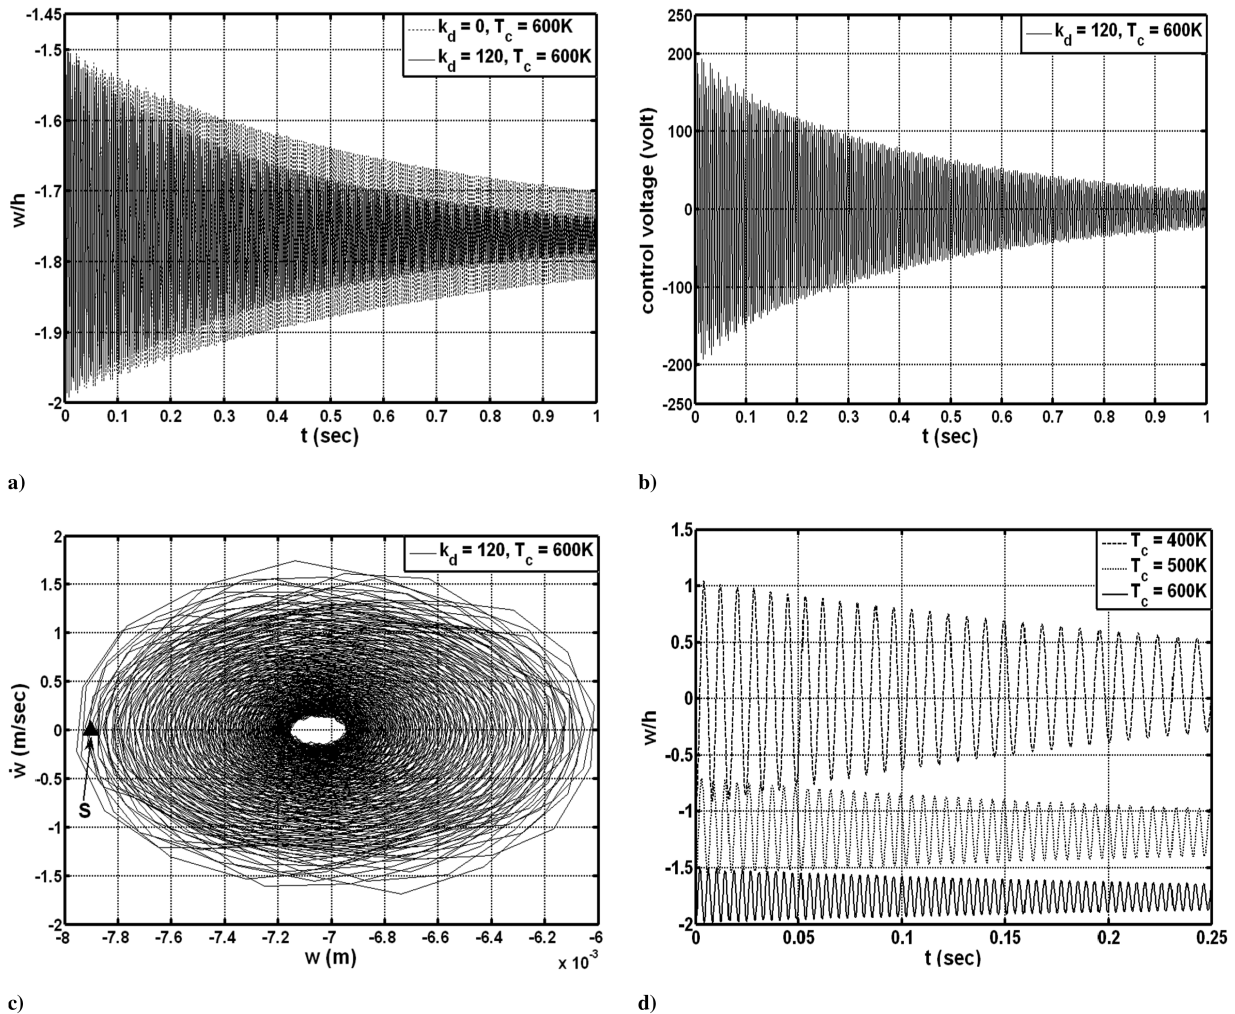 -1.45
-1.5
-1.6
-1.7
-1.8
-1.9
-2
w/h
k_d = 0, T_c = 600K
k_d = 120, T_c = 600K
0 0.1 0.2 0.3 0.4 0.5 0.6 0.7 0.8 0.9 1
t (sec)
a)
250
200
100
0
-100
-200
-250
control voltage (volt)
k_d = 120, T_c = 600K
0 0.1 0.2 0.3 0.4 0.5 0.6 0.7 0.8 0.9 1
t (sec)
b)
2
1.5
1
0.5
0
-0.5
-1
-1.5
-2
ẇ (m/sec)
k_d = 120, T_c = 600K
S
-8 -7.8 -7.6 -7.4 -7.2 -7 -6.8 -6.6 -6.4 -6.2 -6
w (m)
x 10^-3
c)
1.5
1
0.5
0
-0.5
-1
-1.5
-2
w/h
T_c = 400K
T_c = 500K
T_c = 600K
0 0.05 0.1 0.15 0.2 0.25
t (sec)
d)